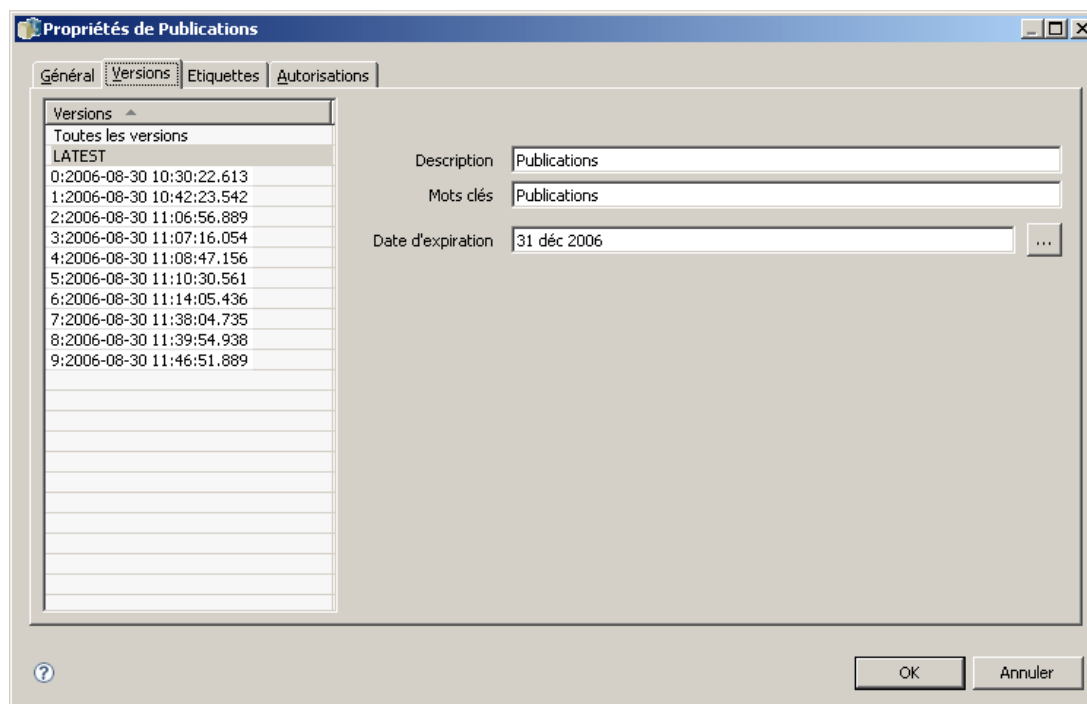 Propriétés de Publications
Général Versions Etiquettes Autorisations
Versions
Toutes les versions
LATEST
0:2006-08-30 10:30:22.613
1:2006-08-30 10:42:23.542
2:2006-08-30 11:06:56.889
3:2006-08-30 11:07:16.054
4:2006-08-30 11:08:47.156
5:2006-08-30 11:10:30.561
6:2006-08-30 11:14:05.436
7:2006-08-30 11:38:04.735
8:2006-08-30 11:39:54.938
9:2006-08-30 11:46:51.889
Description Publications
Mots clés Publications
Date d'expiration 31 déc 2006 ...
? OK Annuler